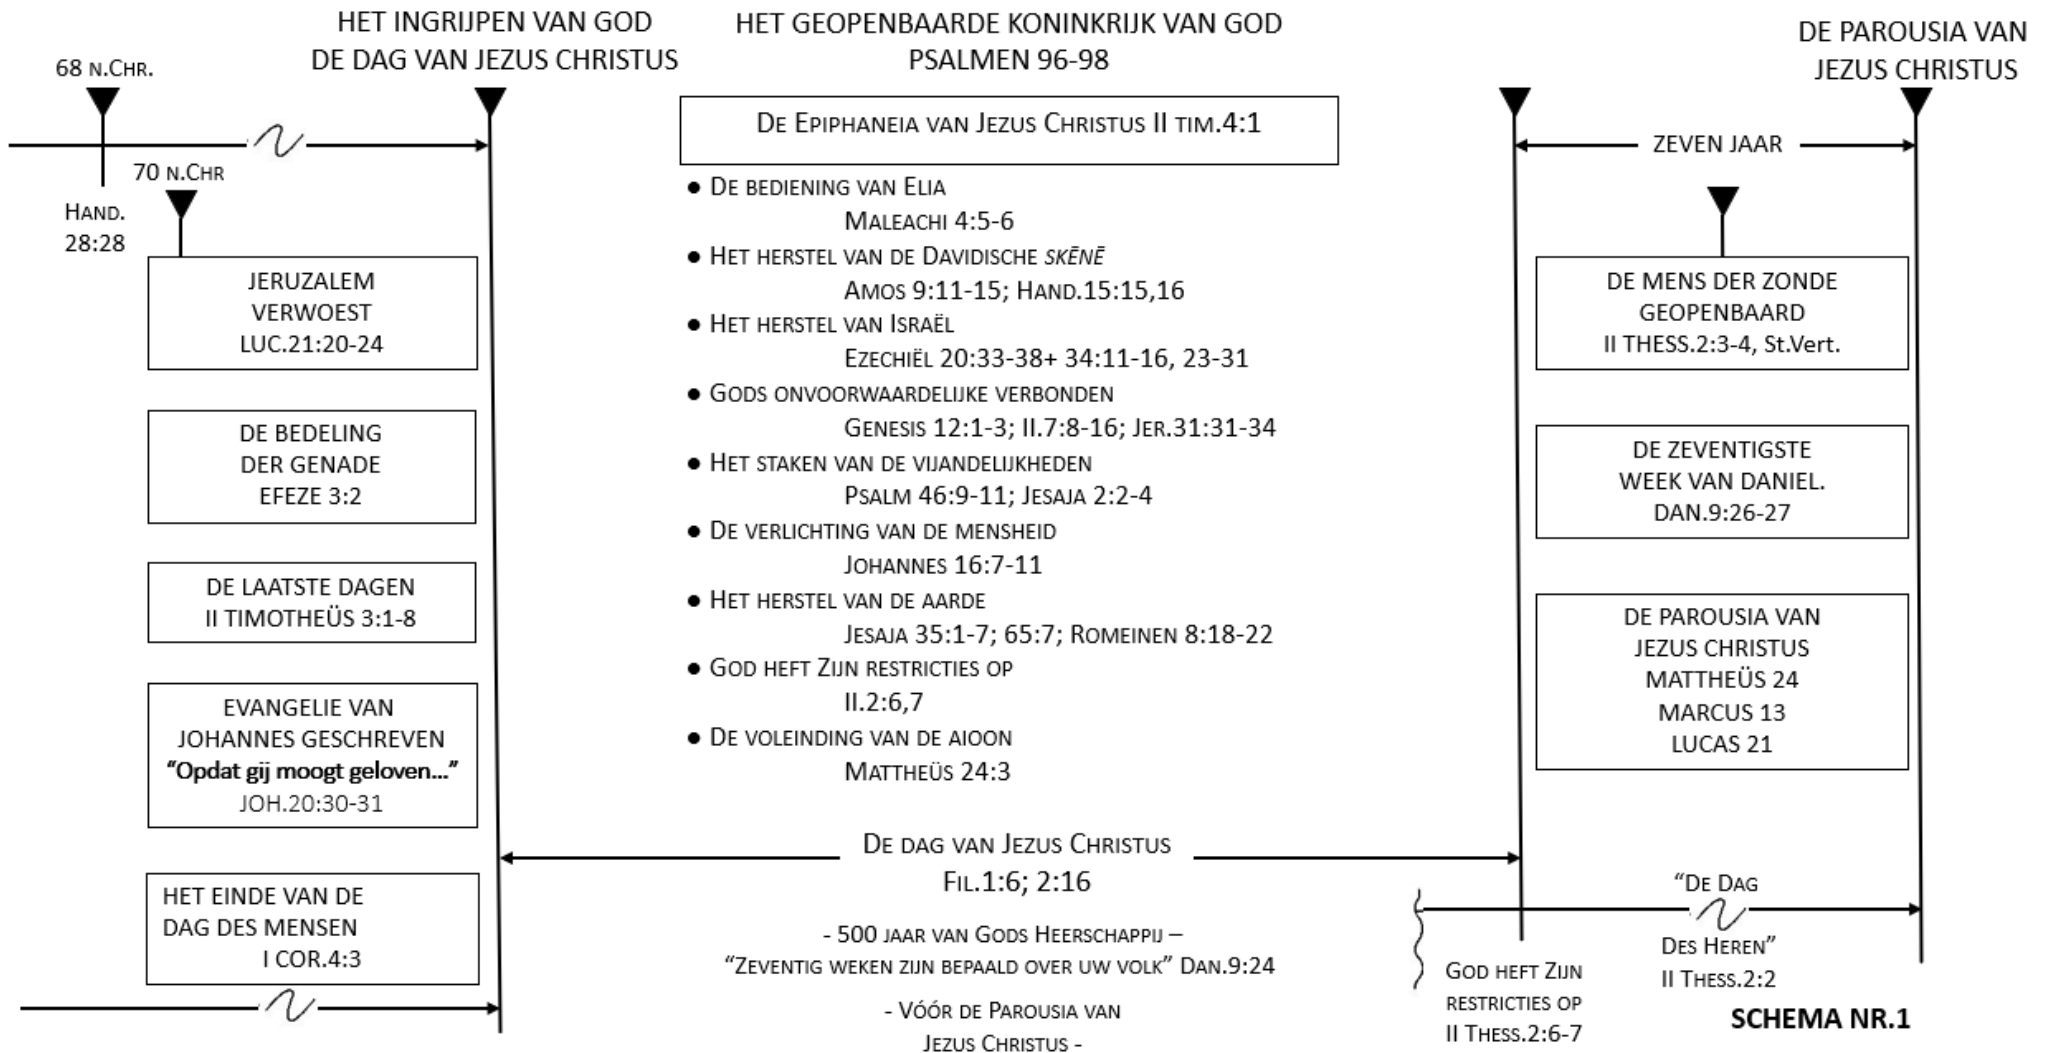 HET INGRIJPEN VAN GOD
DE DAG VAN JEZUS CHRISTUS
HET GEOPENBAARDE KONINKRIJK VAN GOD
PSALMEN 96-98
DE PAROUSIA VAN
JEZUS CHRISTUS
68 N.CHR.
HAND.
28:28
70 N.CHR
JERUZALEM
VERWOEST
LUC.21:20-24
DE BEDELING
DER GENADE
EFEZE 3:2
DE LAATSTE DAGEN
II TIMOTHEÜS 3:1-8
EVANGELIE VAN
JOHANNES GESCHREVEN
“Opdat gij moogt geloven...”
JOH.20:30-31
HET EINDE VAN DE
DAG DES MENSEN
I COR.4:3
DE EPIPHANEIA VAN JEZUS CHRISTUS II TIM.4:1
● DE BEDIENING VAN ELIA
MALEACHI 4:5-6
● HET HERSTEL VAN DE DAVIDISCHE SKĒNĒ
AMOS 9:11-15; HAND.15:15,16
● HET HERSTEL VAN ISRAËL
EZECHIËL 20:33-38+ 34:11-16, 23-31
● GODS ONVOORWAARDELIJKE VERBONDEN
GENESIS 12:1-3; II.7:8-16; JER.31:31-34
● HET STAKEN VAN DE VIJANDELIJKHEDEN
PSALM 46:9-11; JESAJA 2:2-4
● DE VERLICHTING VAN DE MENSHEID
JOHANNES 16:7-11
● HET HERSTEL VAN DE AARDE
JESAJA 35:1-7; 65:7; ROMEINEN 8:18-22
● GOD HEFT ZIJN RESTRICTIES OP
II.2:6,7
● DE VOLEINDING VAN DE AIOON
MATTHEÜS 24:3
DE DAG VAN JEZUS CHRISTUS
FIL.1:6; 2:16
- 500 JAAR VAN GODS HEERSCHAPPIJ –
“ZEVENTIG WEKEN ZIJN BEPAALD OVER UW VOLK” DAN.9:24
- VÓÓR DE PAROUSIA VAN
JEZUS CHRISTUS -
ZEVEN JAAR
DE MENS DER ZONDE
GEOPENBAARD
II THESS.2:3-4, St.Vert.
DE ZEVENTIGSTE
WEEK VAN DANIEL.
DAN.9:26-27
DE PAROUSIA VAN
JEZUS CHRISTUS
MATTHEÜS 24
MARCUS 13
LUCAS 21
“DE DAG
DES HEREN”
II THESS.2:2
GOD HEFT ZIJN
RESTRICTIES OP
II THESS.2:6-7
SCHEMA NR.1